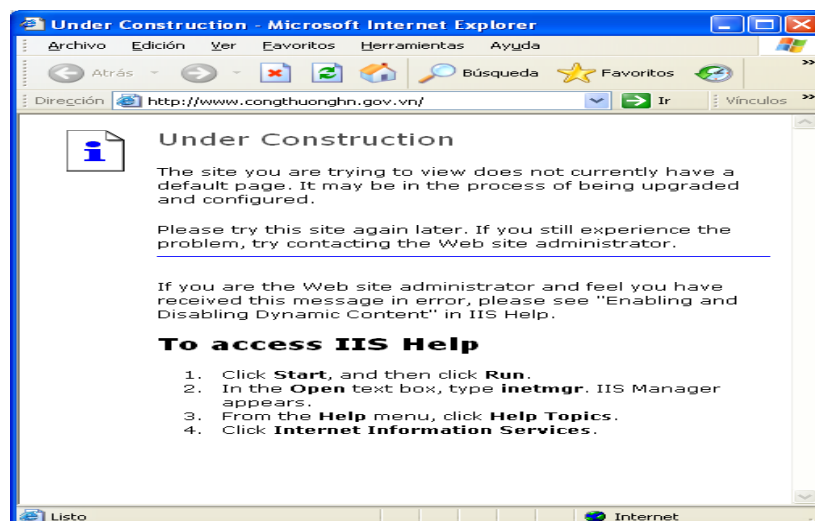 Under Construction - Microsoft Internet Explorer
Archivo Edición Ver Favoritos Herramientas Ayuda
Atrás Búsqueda Favoritos
Dirección http://www.congthuonghn.gov.vn/ Ir Vínculos
Under Construction
The site you are trying to view does not currently have a
default page. It may be in the process of being upgraded
and configured.
Please try this site again later. If you still experience the
problem, try contacting the Web site administrator.
If you are the Web site administrator and feel you have
received this message in error, please see "Enabling and
Disabling Dynamic Content" in IIS Help.
To access IIS Help
1. Click Start, and then click Run.
2. In the Open text box, type inetmgr. IIS Manager
appears.
3. From the Help menu, click Help Topics.
4. Click Internet Information Services.
Listo Internet